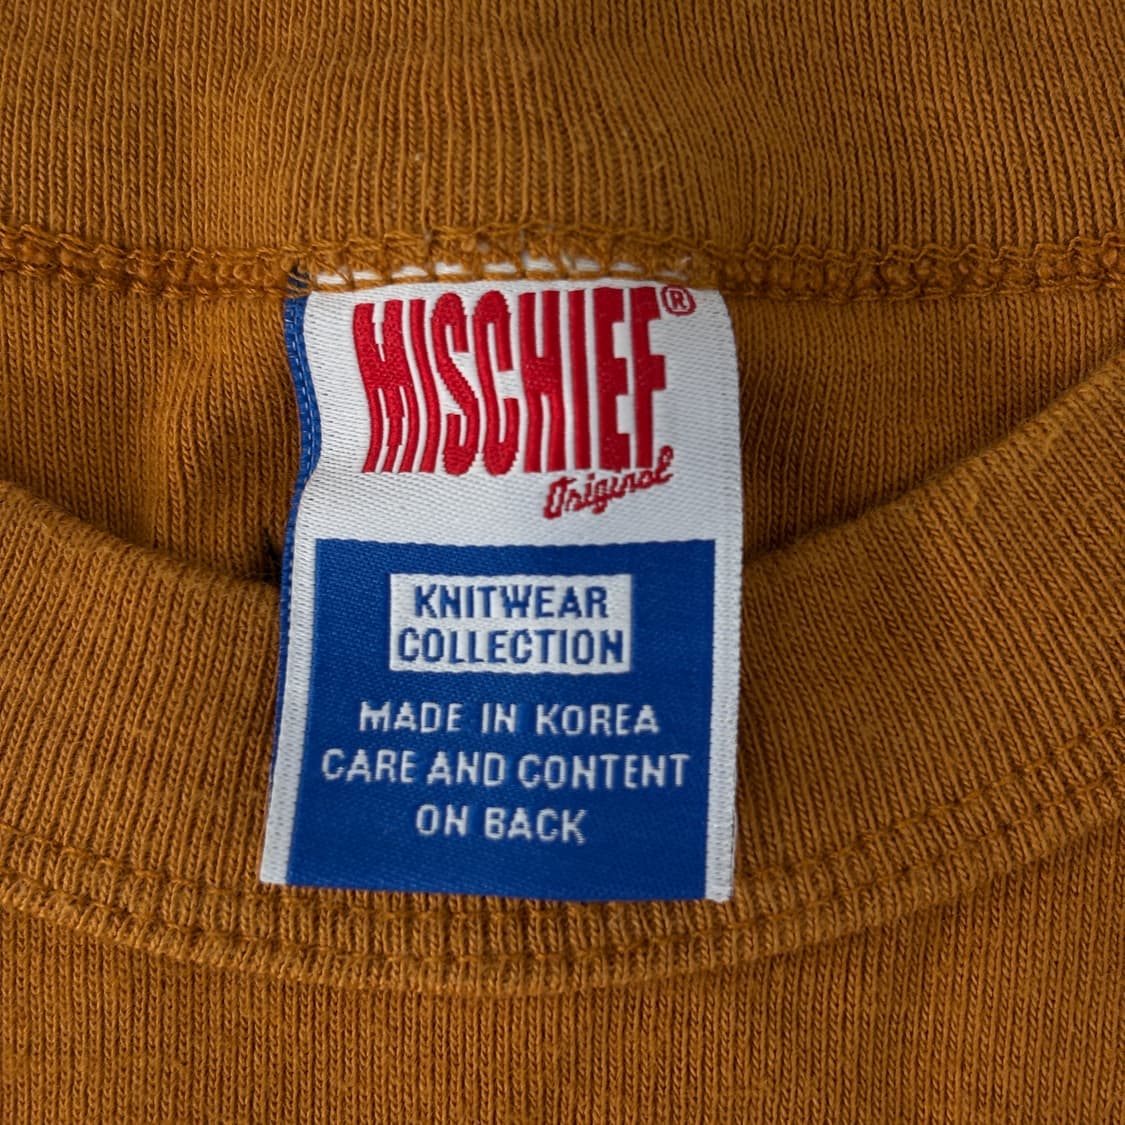 MISCHIEF®
Original
KNITWEAR
COLLECTION
MADE IN KOREA
CARE AND CONTENT
ON BACK